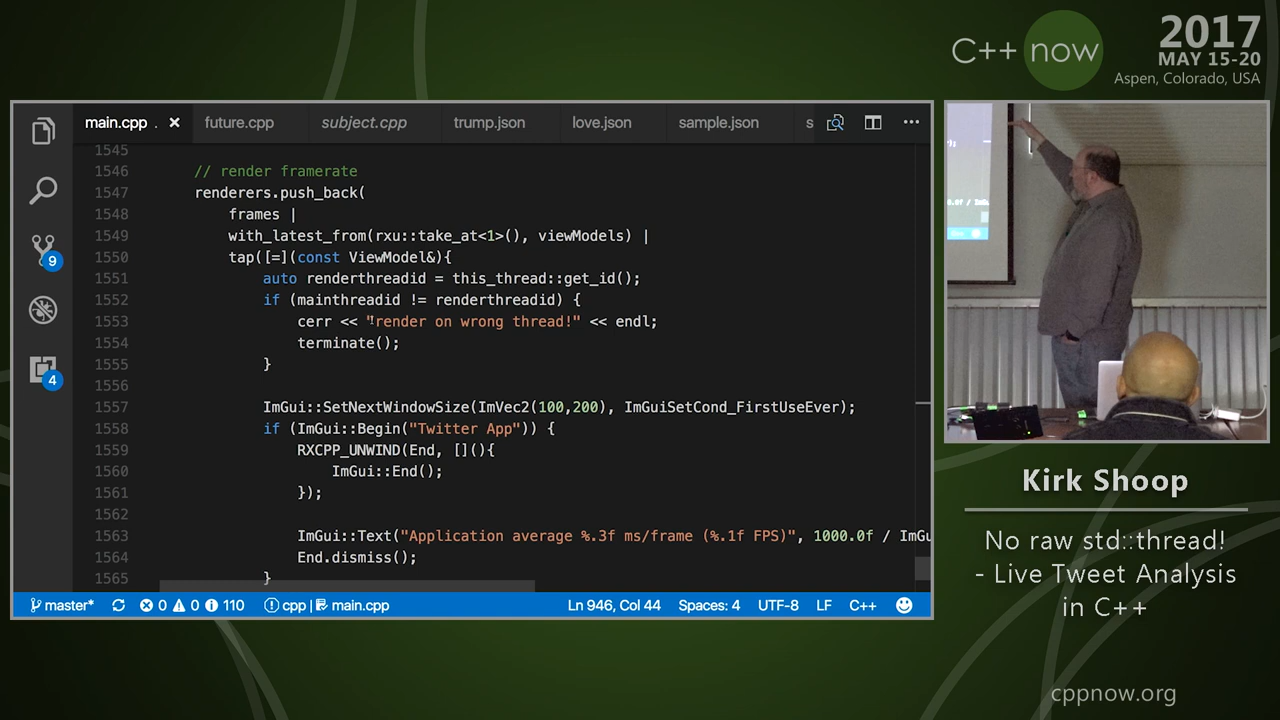 C++ now
2017
MAY 15-20
Aspen, Colorado, USA
main.cpp . future.cpp subject.cpp trump.json love.json sample.json s
1545
1546 // render framerate
1547 renderers.push_back(
1548 frames |
1549 with_latest_from(rxu::take_at<1>(), viewModels) |
1550 tap([=](const ViewModel&){
1551 auto renderthreadid = this_thread::get_id();
1552 if (mainthreadid != renderthreadid) {
1553 cerr << "render on wrong thread!" << endl;
1554 terminate();
1555 }
1556
1557 ImGui::SetNextWindowSize(ImVec2(100,200), ImGuiSetCond_FirstUseEver);
1558 if (ImGui::Begin("Twitter App")) {
1559 RXCPP_UNWIND(End, [](){
1560 ImGui::End();
1561 });
1562
1563 ImGui::Text("Application average %.3f ms/frame (%.1f FPS)", 1000.0f / ImGu
1564 End.dismiss();
1565 }
9
4
master* 0 0 110 cpp | main.cpp Ln 946, Col 44 Spaces: 4 UTF-8 LF C++
Kirk Shoop
No raw std::thread!
- Live Tweet Analysis
in C++
cppnow.org